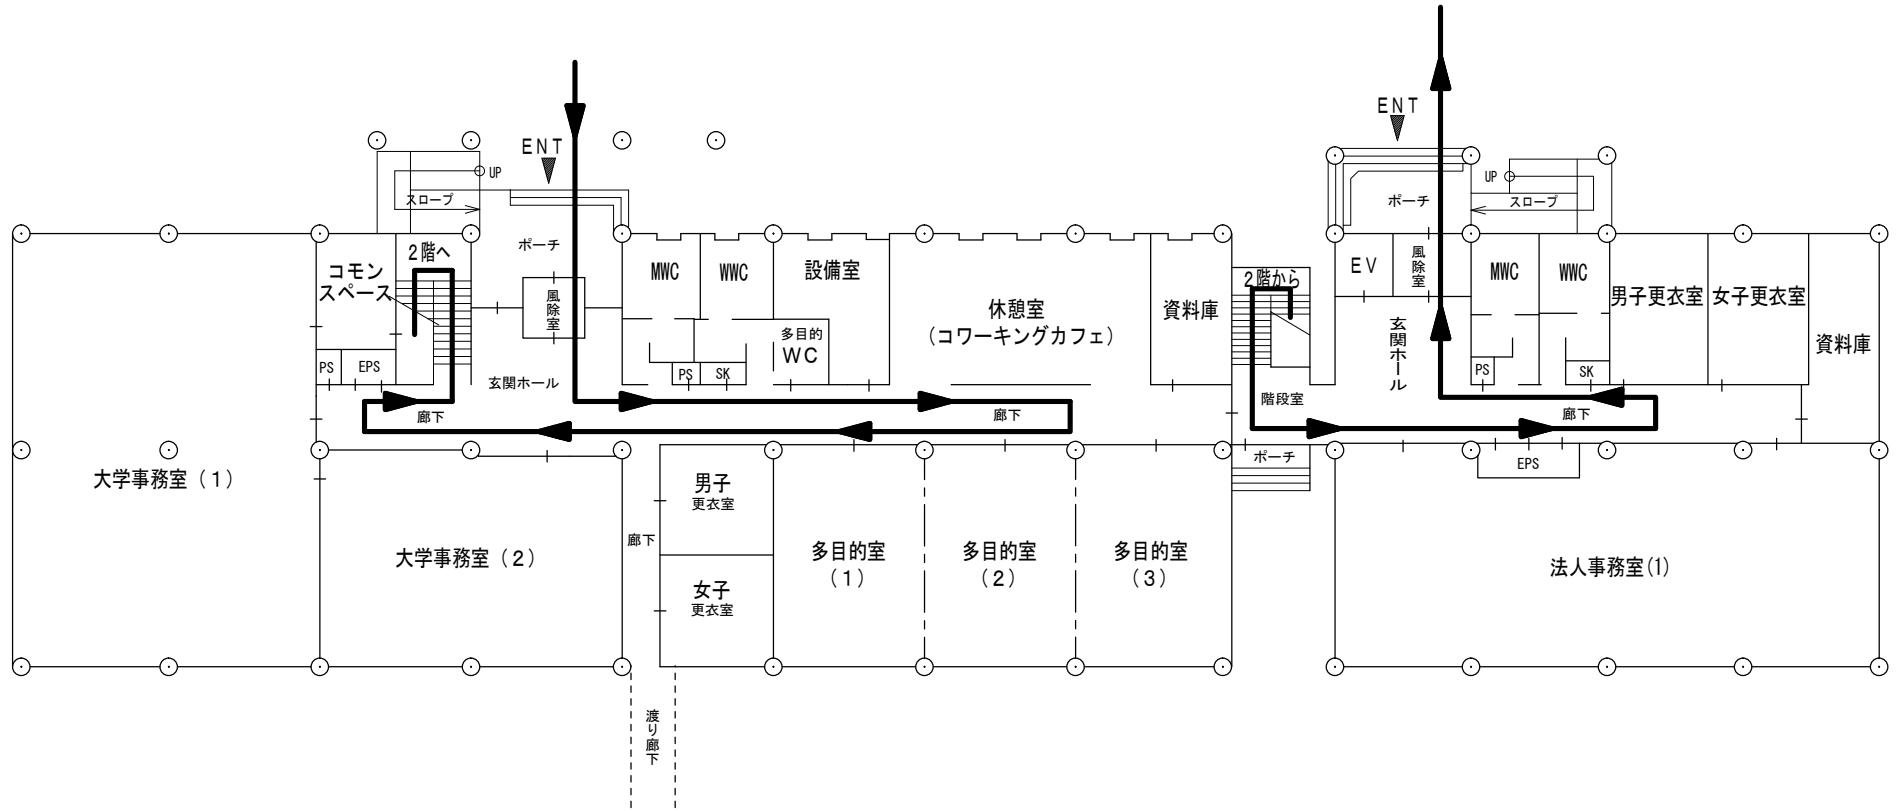 ENT
ENT
UP
スロープ
ポーチ
UP
スロープ
ポーチ
2階へ
コモン
スペース
風除室
MWC
WWC
設備室
休憩室
(コワーキングカフェ)
資料庫
2階から
EV
風除室
MWC
WWC
男子更衣室
女子更衣室
資料庫
多目的
WC
玄関ホール
PS
EPS
玄関ホール
PS
SK
PS
SK
廊下
廊下
階段室
廊下
大学事務室(1)
大学事務室(2)
廊下
男子
更衣室
女子
更衣室
多目的室
(1)
多目的室
(2)
多目的室
(3)
ポーチ
EPS
法人事務室(1)
渡り廊下